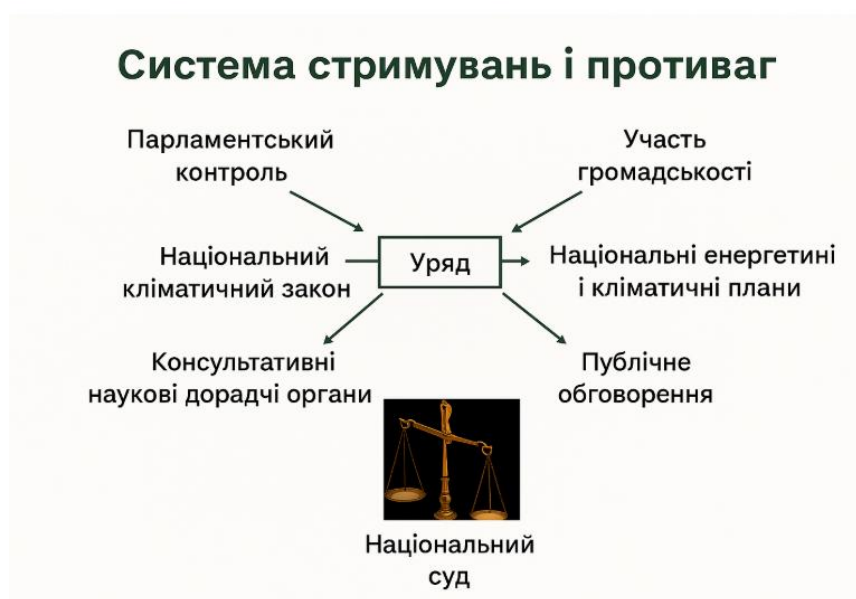 Система стримувань і противаг
Парламентський
контроль
Участь
громадськості
Національний
кліматичний закон
Уряд
Національні енергетині
і кліматичні плани
Консультативні
наукові дорадчі органи
Публічне
обговорення
Національний
суд